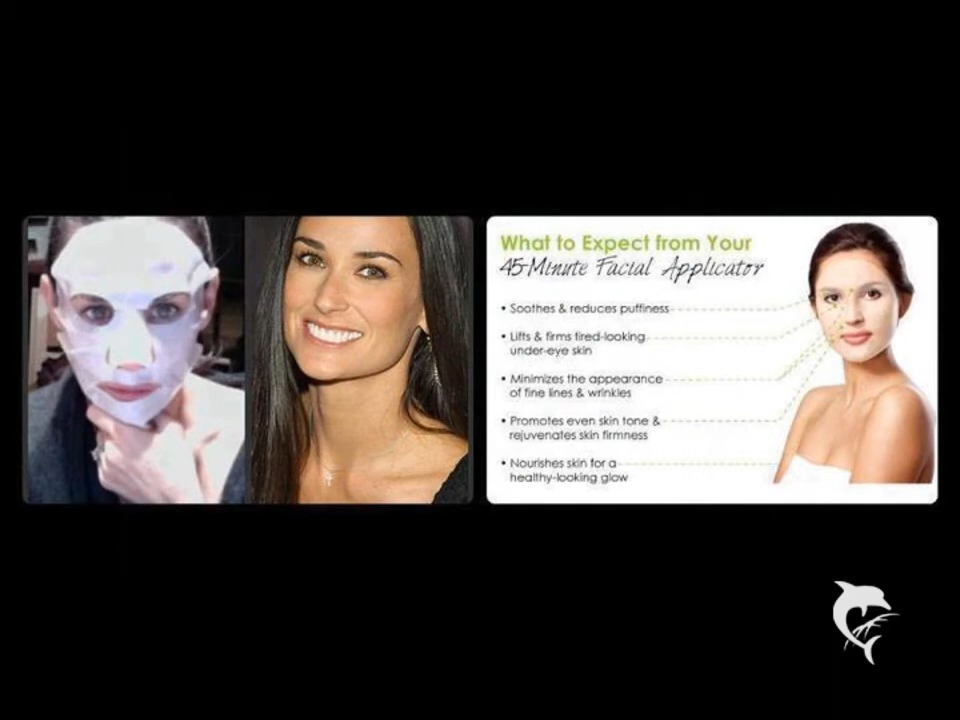 What to Expect from Your
45-Minute Facial Applicator
• Soothes & reduces puffiness
• Lifts & firms tired-looking
under-eye skin
• Minimizes the appearance
of fine lines & wrinkles
• Promotes even skin tone &
rejuvenates skin firmness
• Nourishes skin for a
healthy-looking glow